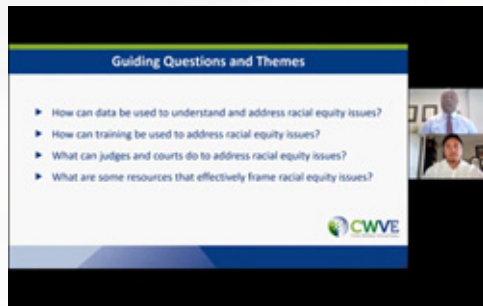 Guiding Questions and Themes
► How can data be used to understand and address racial equity issues?
► How can training be used to address racial equity issues?
► What can judges and courts do to address racial equity issues?
► What are some resources that effectively frame racial equity issues?
CWVE